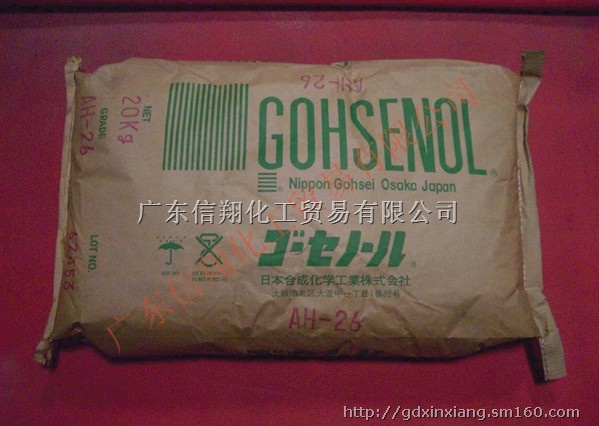 AH-26
NET
20Kg
GRADE
AH-26
LOT NO.
GOHSENOL®
Nippon Gohsei Osaka Japan
广东信翔化工贸易有限公司
ゴーセノール®
日本合成化学工業株式会社
AH-26
http://gdxinxiang.sm160.com/